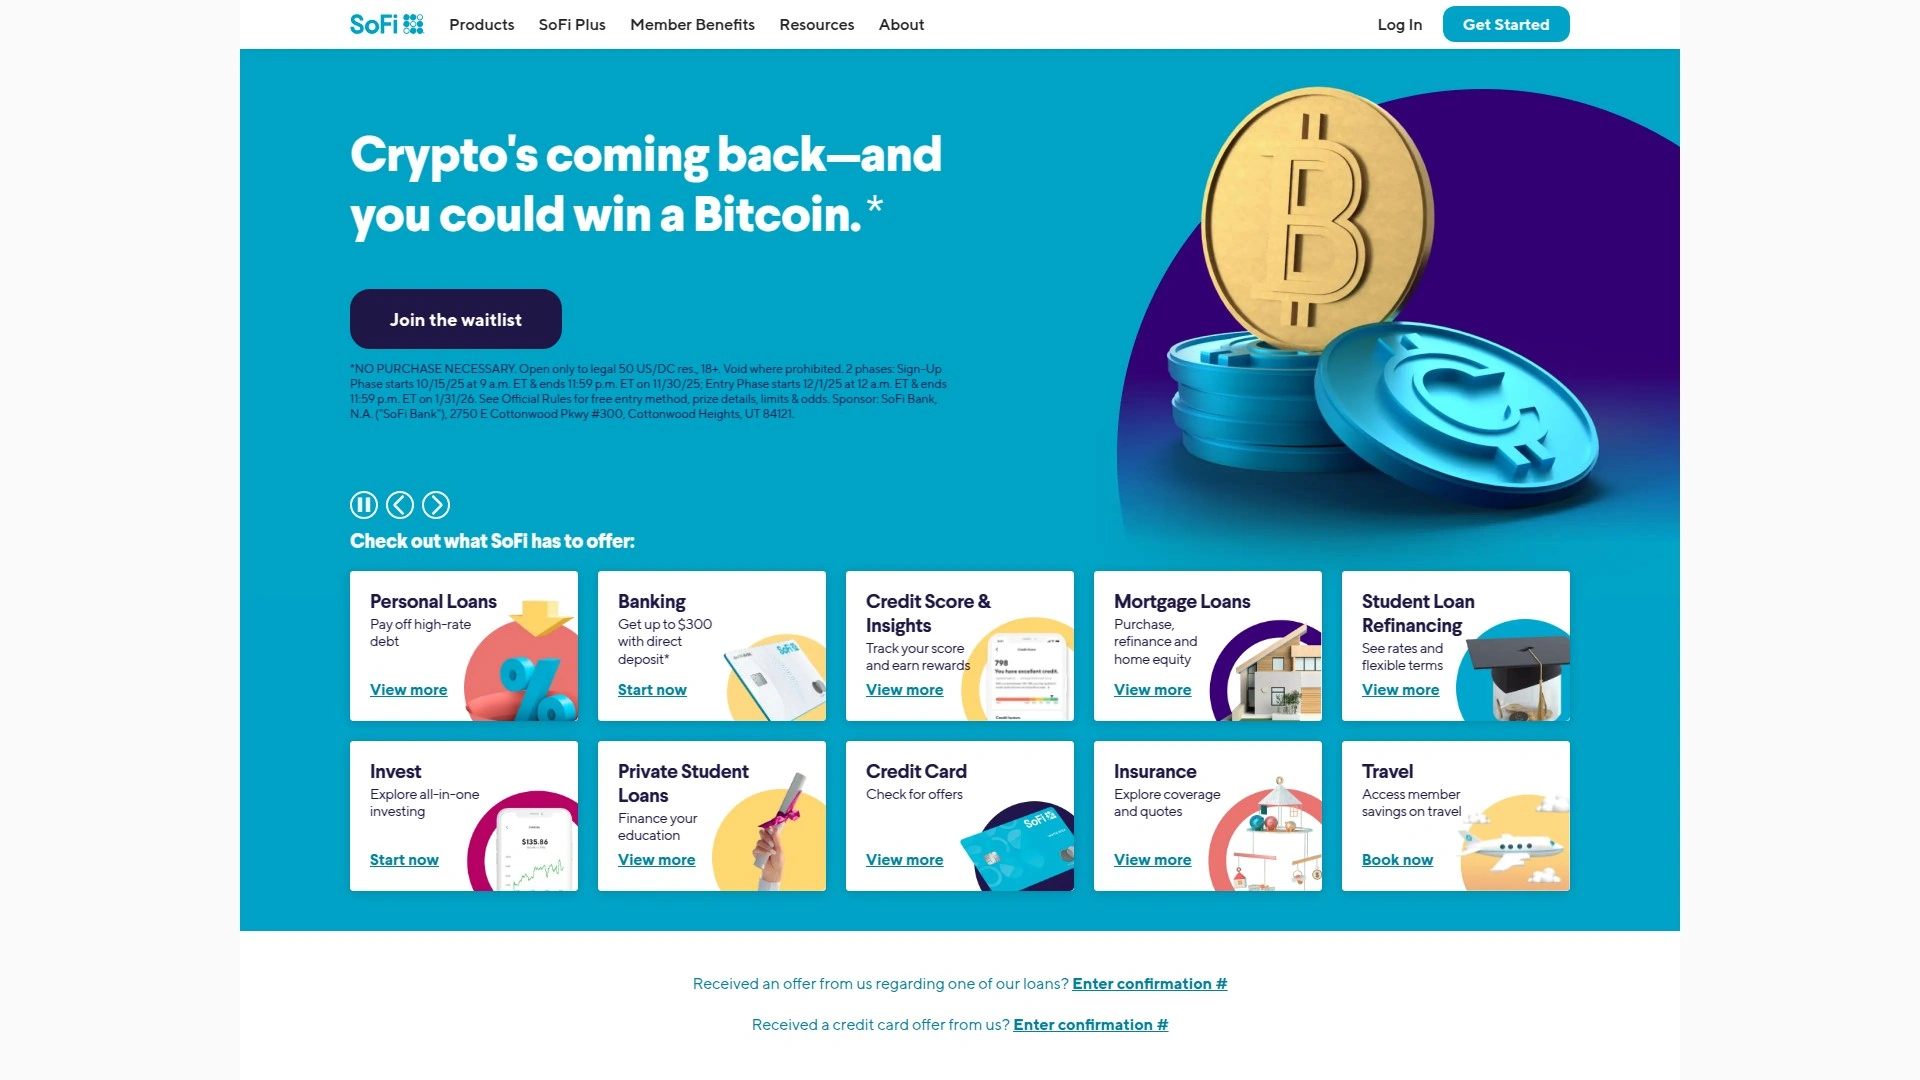 SoFi
Products
SoFi Plus
Member Benefits
Resources
About
Log In
Get Started
Crypto's coming back—and
you could win a Bitcoin.*
Join the waitlist
*NO PURCHASE NECESSARY. Open only to legal 50 US/DC res., 18+. Void where prohibited. 2 phases: Sign-Up
Phase starts 10/15/25 at 9 a.m. ET & ends 11:59 p.m. ET on 11/30/25; Entry Phase starts 12/1/25 at 12 a.m. ET & ends
11:59 p.m. ET on 1/31/26. See Official Rules for free entry method, prize details, limits & odds. Sponsor: SoFi Bank,
N.A. ("SoFi Bank"), 2750 E Cottonwood Pkwy #300, Cottonwood Heights, UT 84121.
Check out what SoFi has to offer:
Personal Loans
Pay off high-rate
debt
View more
Banking
Get up to $300
with direct
deposit*
Start now
SoFi
Credit Score &
Insights
Track your score
and earn rewards
View more
798
You have excellent credit.
Credit factors
Mortgage Loans
Purchase,
refinance and
home equity
View more
Student Loan
Refinancing
See rates and
flexible terms
View more
Invest
Explore all-in-one
investing
Start now
$135.86
Private Student
Loans
Finance your
education
View more
Credit Card
Check for offers
View more
SoFi
Insurance
Explore coverage
and quotes
View more
Travel
Access member
savings on travel
Book now
Received an offer from us regarding one of our loans? Enter confirmation #
Received a credit card offer from us? Enter confirmation #